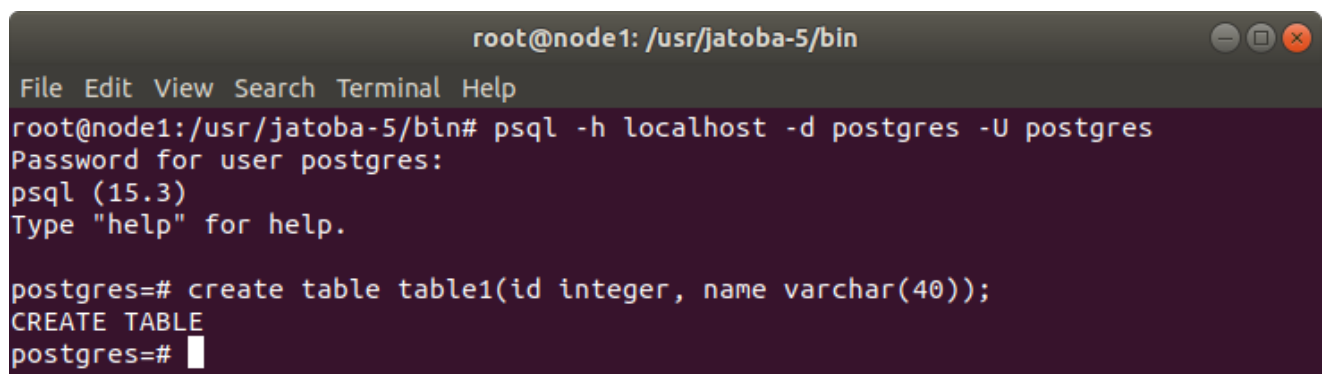 root@node1: /usr/jatoba-5/bin
File Edit View Search Terminal Help
root@node1:/usr/jatoba-5/bin# psql -h localhost -d postgres -U postgres
Password for user postgres:
psql (15.3)
Type "help" for help.
postgres=# create table table1(id integer, name varchar(40));
CREATE TABLE
postgres=#